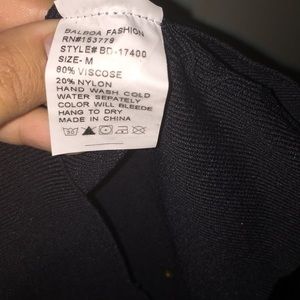 BALBOA FASHION
RN#153779
STYLE# BD-17400
SIZE- M
80% VISCOSE
20% NYLON
HAND WASH COLD
WATER SEPATELY
COLOR WILL BLEEDE
HANG TO DRY
MADE IN CHINA